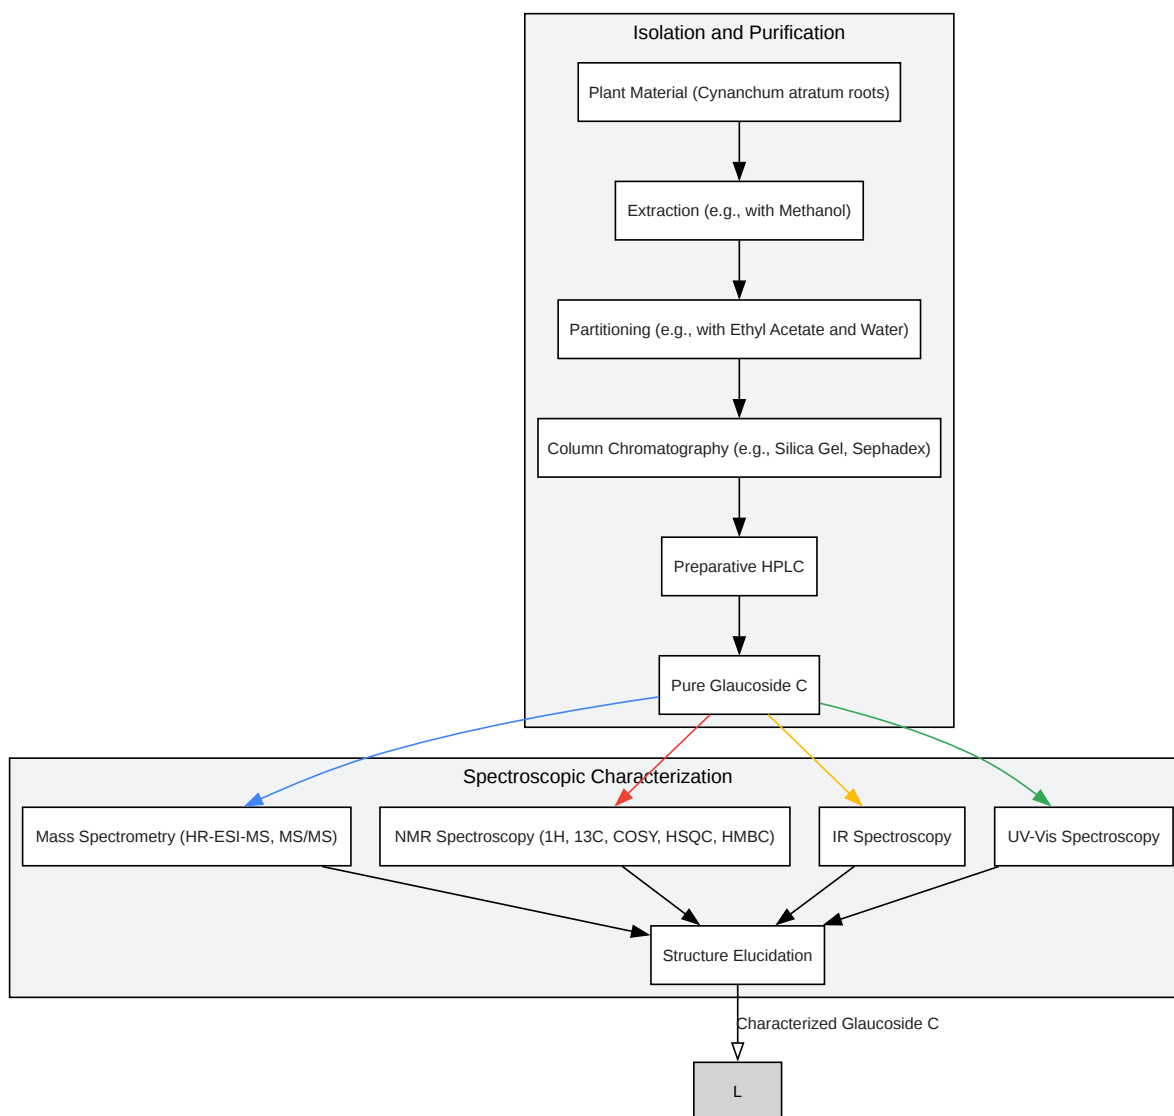 Isolation and Purification
Plant Material (Cynanchum atratum roots)
Extraction (e.g., with Methanol)
Partitioning (e.g., with Ethyl Acetate and Water)
Column Chromatography (e.g., Silica Gel, Sephadex)
Preparative HPLC
Pure Glaucoside C
Spectroscopic Characterization
Mass Spectrometry (HR-ESI-MS, MS/MS)
NMR Spectroscopy (1H, 13C, COSY, HSQC, HMBC)
IR Spectroscopy
UV-Vis Spectroscopy
Structure Elucidation
Characterized Glaucoside C
L